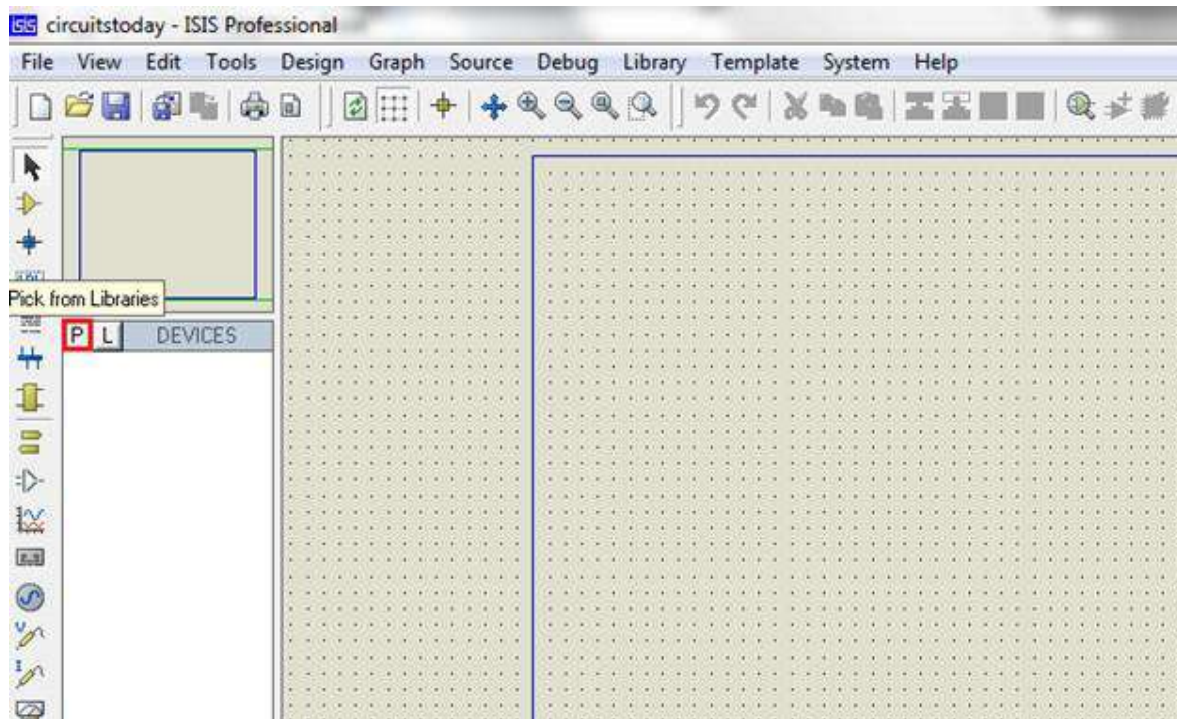 ISIS circuitstoday - ISIS Professional
File View Edit Tools Design Graph Source Debug Library Template System Help
Pick from Libraries
P L DEVICES